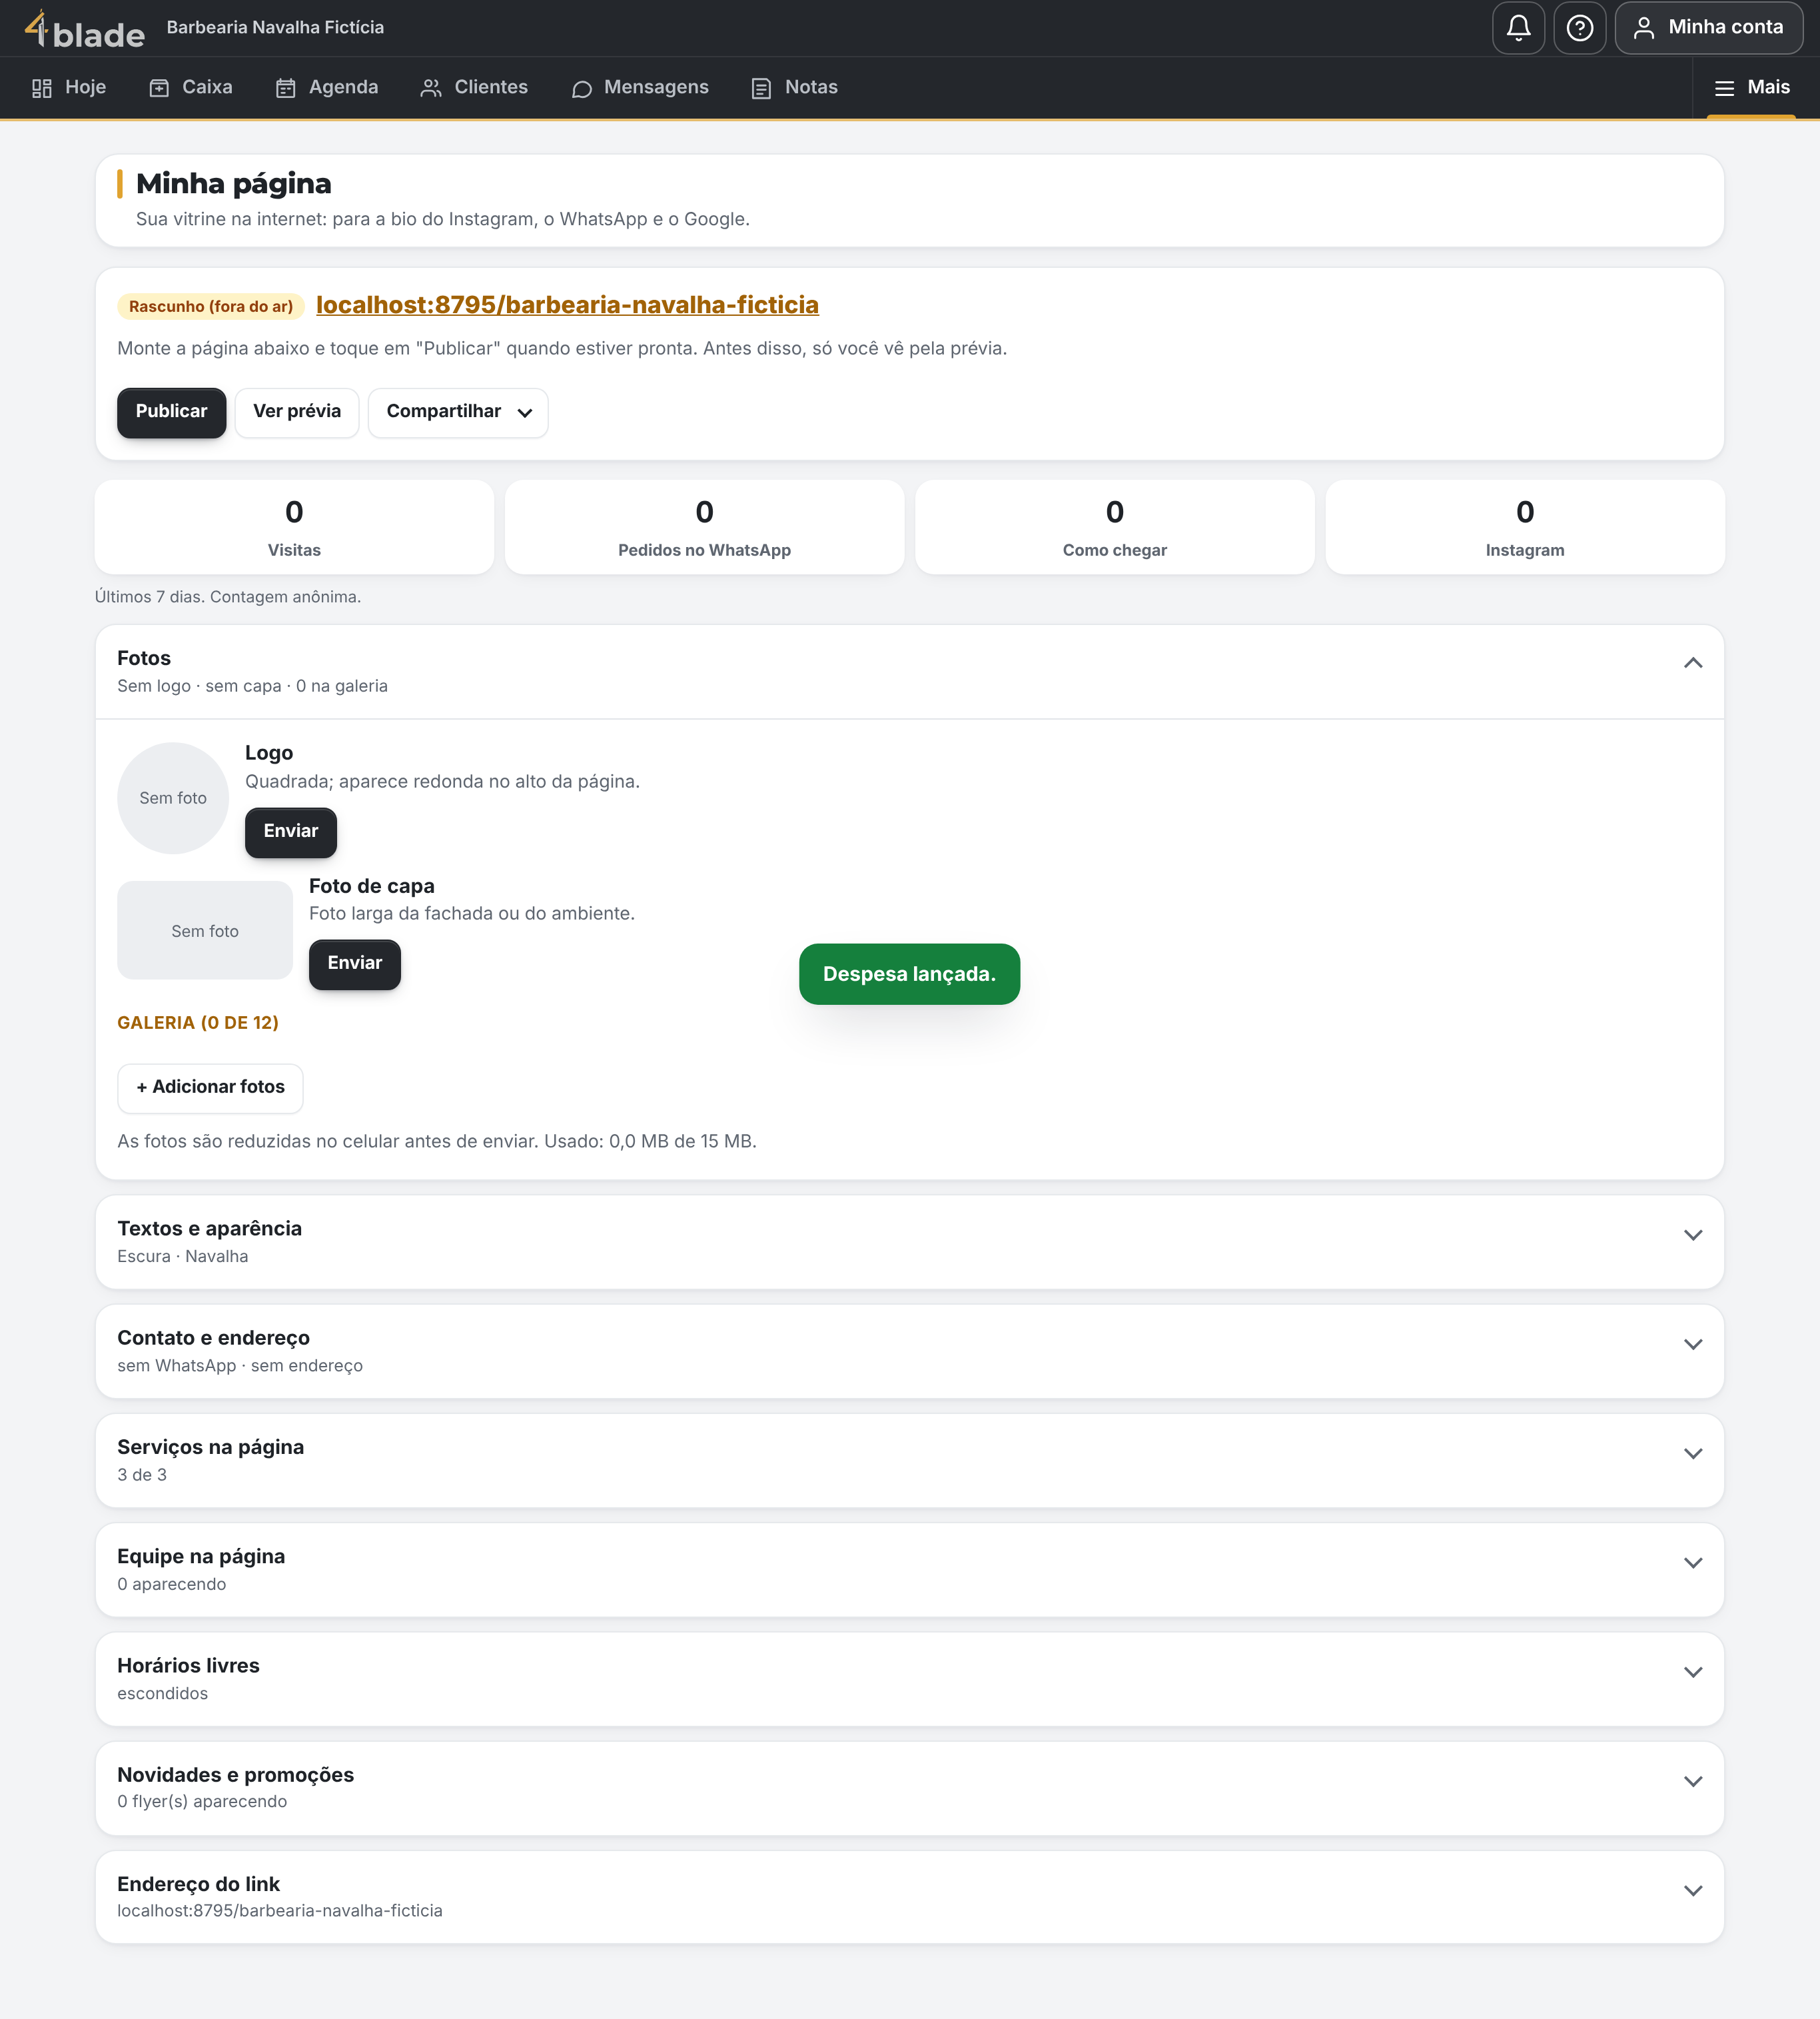 4blade
Barbearia Navalha Fictícia
Minha conta
Hoje
Caixa
Agenda
Clientes
Mensagens
Notas
Mais
Minha página
Sua vitrine na internet: para a bio do Instagram, o WhatsApp e o Google.
Rascunho (fora do ar)
localhost:8795/barbearia-navalha-ficticia
Monte a página abaixo e toque em "Publicar" quando estiver pronta. Antes disso, só você vê pela prévia.
Publicar
Ver prévia
Compartilhar
0
Visitas
0
Pedidos no WhatsApp
0
Como chegar
0
Instagram
Últimos 7 dias. Contagem anônima.
Fotos
Sem logo · sem capa · 0 na galeria
Sem foto
Logo
Quadrada; aparece redonda no alto da página.
Enviar
Sem foto
Foto de capa
Foto larga da fachada ou do ambiente.
Enviar
Despesa lançada.
GALERIA (0 DE 12)
+ Adicionar fotos
As fotos são reduzidas no celular antes de enviar. Usado: 0,0 MB de 15 MB.
Textos e aparência
Escura · Navalha
Contato e endereço
sem WhatsApp · sem endereço
Serviços na página
3 de 3
Equipe na página
0 aparecendo
Horários livres
escondidos
Novidades e promoções
0 flyer(s) aparecendo
Endereço do link
localhost:8795/barbearia-navalha-ficticia